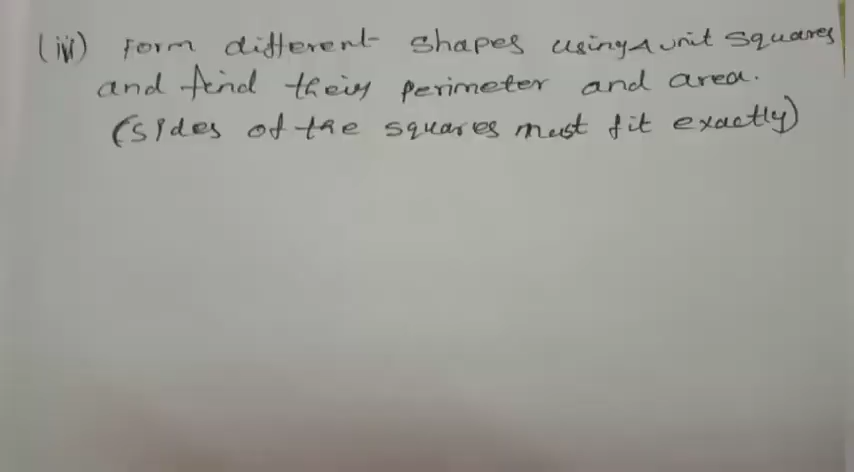 (iii) Form different shapes using 4 unit squares
and find their perimeter and area.
(Sides of the squares must fit exactly)